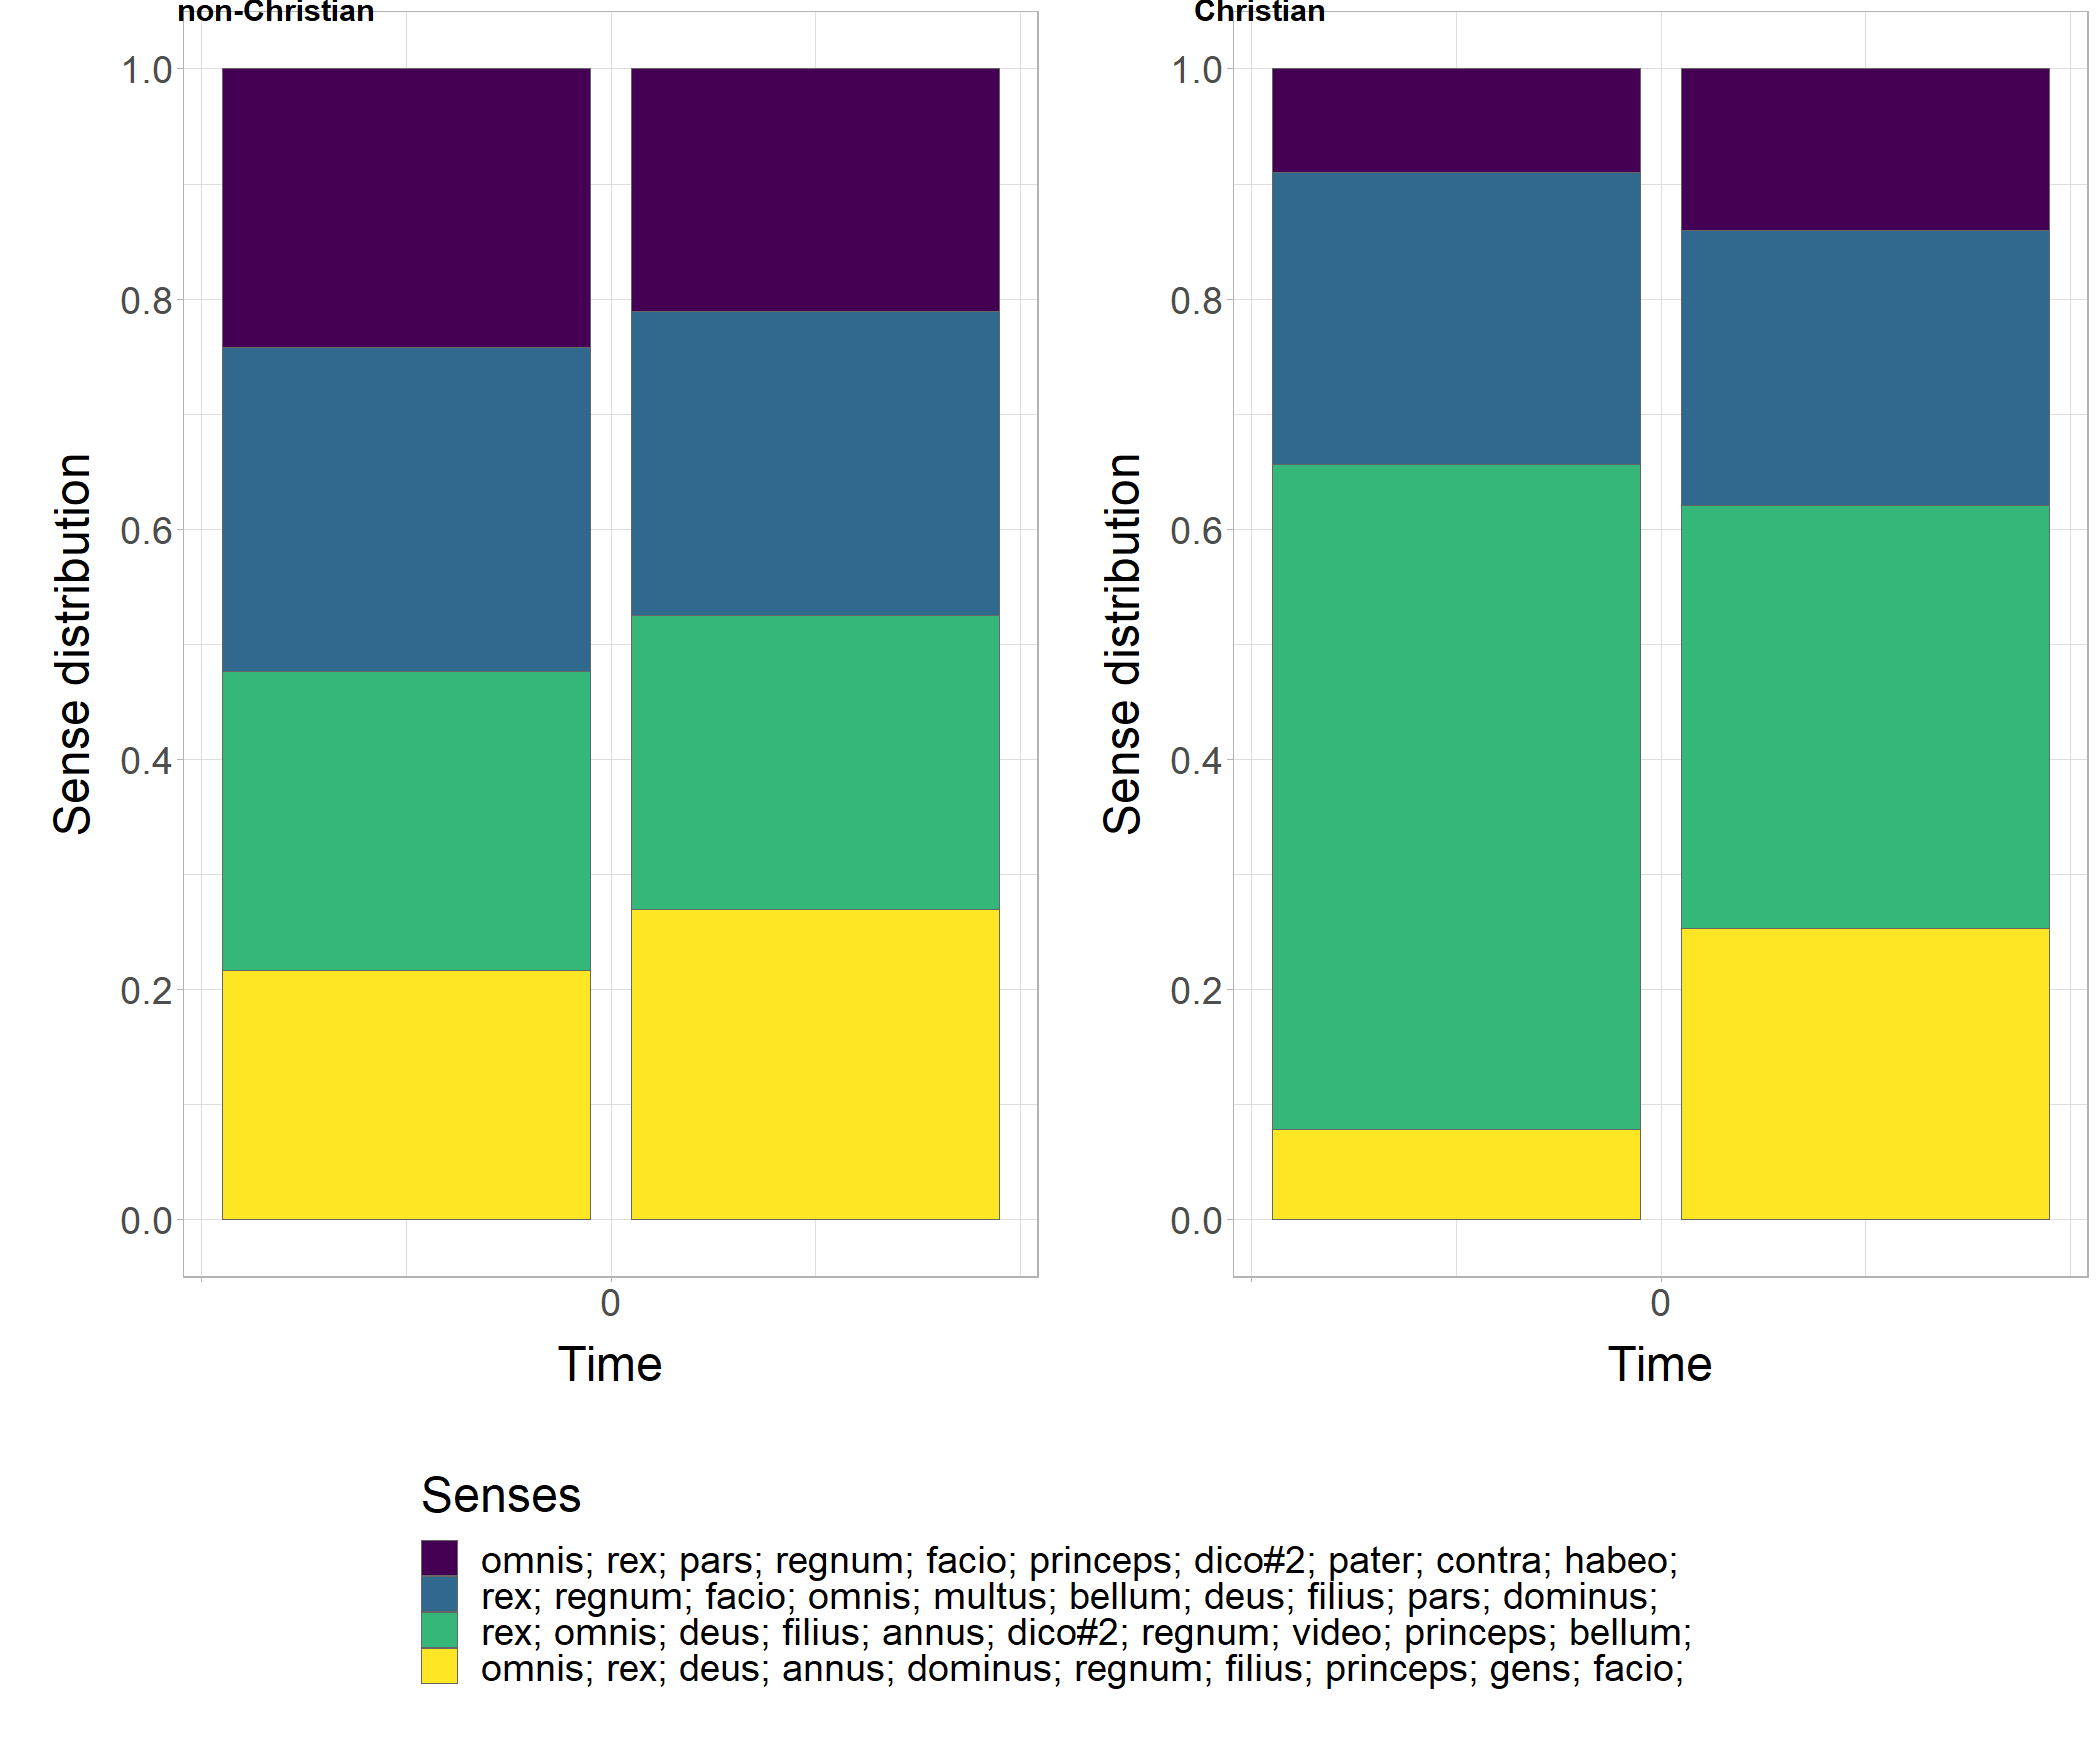 non-Christian
Christian
1.0
0.8
0.6
0.4
0.2
0.0
Sense distribution
0
Time
1.0
0.8
0.6
0.4
0.2
0.0
Sense distribution
0
Time
Senses
omnis; rex; pars; regnum; facio; princeps; dico#2; pater; contra; habeo;
rex; regnum; facio; omnis; multus; bellum; deus; filius; pars; dominus;
rex; omnis; deus; filius; annus; dico#2; regnum; video; princeps; bellum;
omnis; rex; deus; annus; dominus; regnum; filius; princeps; gens; facio;